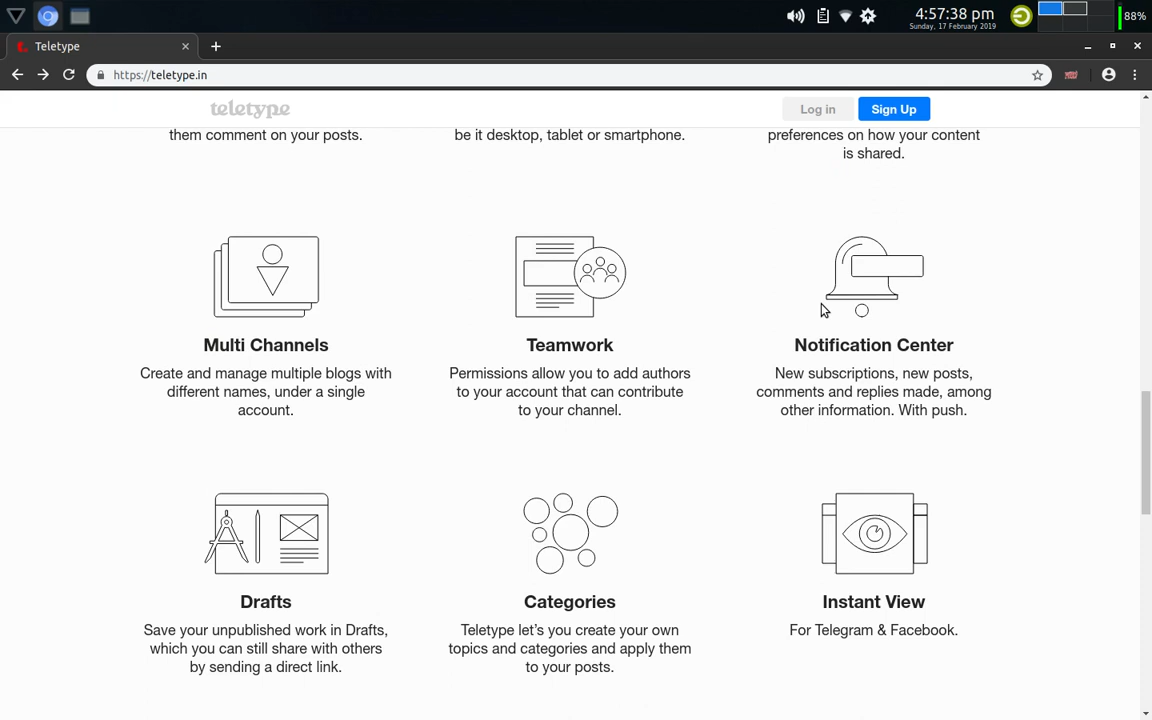 4:57:38 pm
Sunday, 17 February 2019
88%
Teletype
https://teletype.in
teletype
Log in
Sign Up
them comment on your posts.
be it desktop, tablet or smartphone.
preferences on how your content
is shared.
Multi Channels
Create and manage multiple blogs with
different names, under a single
account.
Teamwork
Permissions allow you to add authors
to your account that can contribute
to your channel.
Notification Center
New subscriptions, new posts,
comments and replies made, among
other information. With push.
Drafts
Save your unpublished work in Drafts,
which you can still share with others
by sending a direct link.
Categories
Teletype let's you create your own
topics and categories and apply them
to your posts.
Instant View
For Telegram & Facebook.